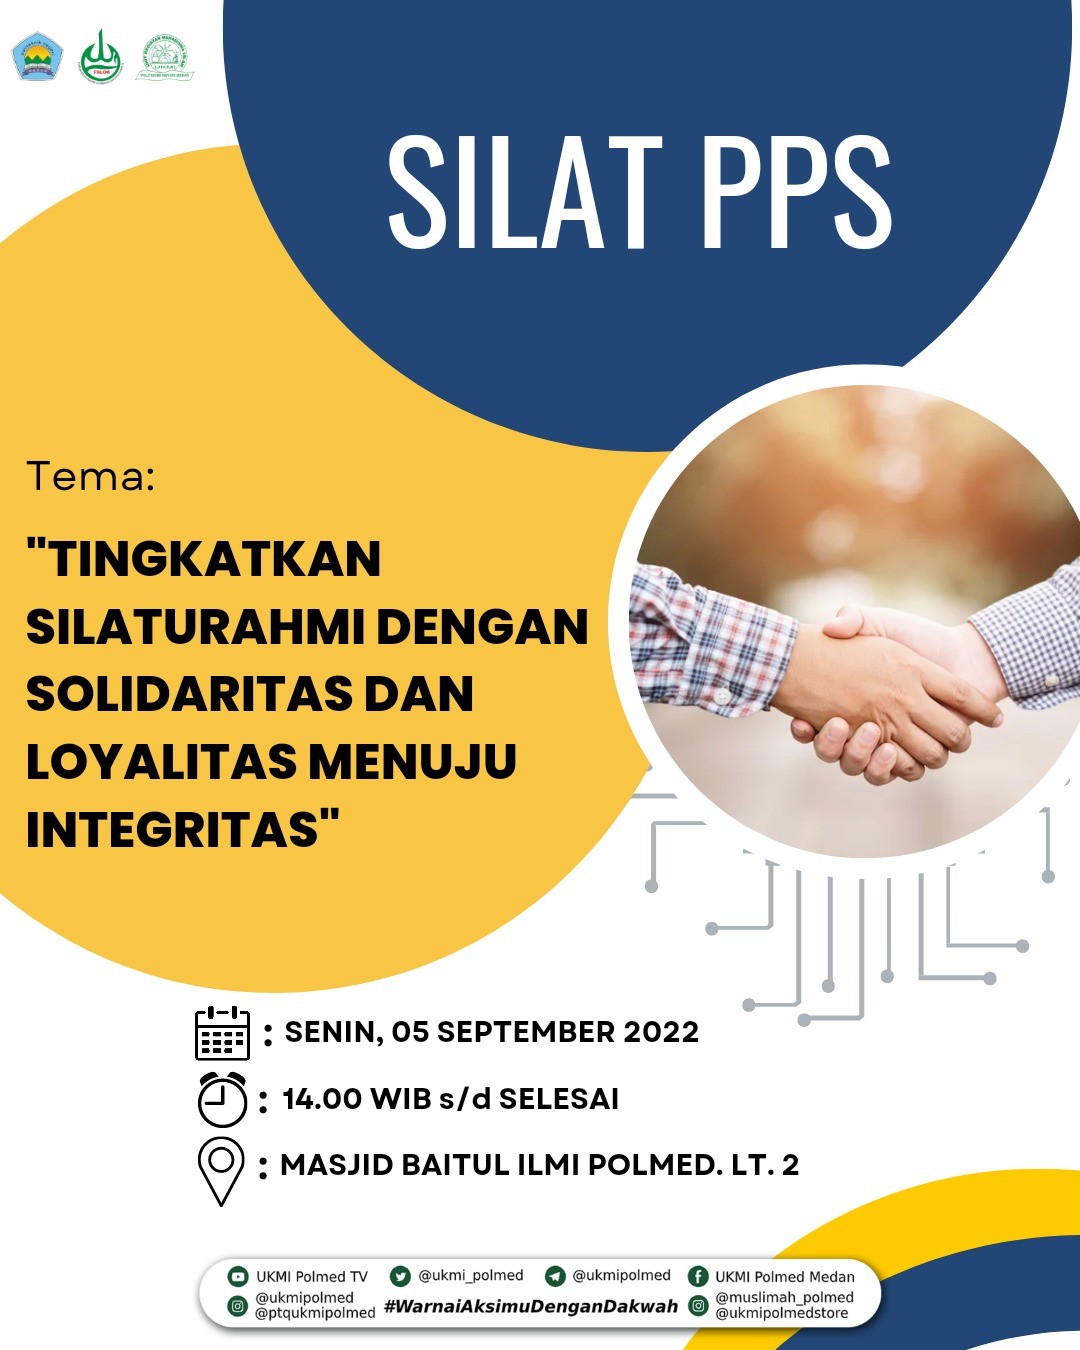 FSLDK
UKMI
SILAT PPS
Tema:
"TINGKATKAN
SILATURAHMI DENGAN
SOLIDARITAS DAN
LOYALITAS MENUJU
INTEGRITAS"
: SENIN, 05 SEPTEMBER 2022
: 14.00 WIB s/d SELESAI
: MASJID BAITUL ILMI POLMED. LT. 2
UKMI Polmed TV @ukmi_polmed @ukmipolmed UKMI Polmed Medan
@ukmipolmed
@ptqukmipolmed
#WarnaiAksimuDenganDakwah
@muslimah_polmed
@ukmipolmedstore